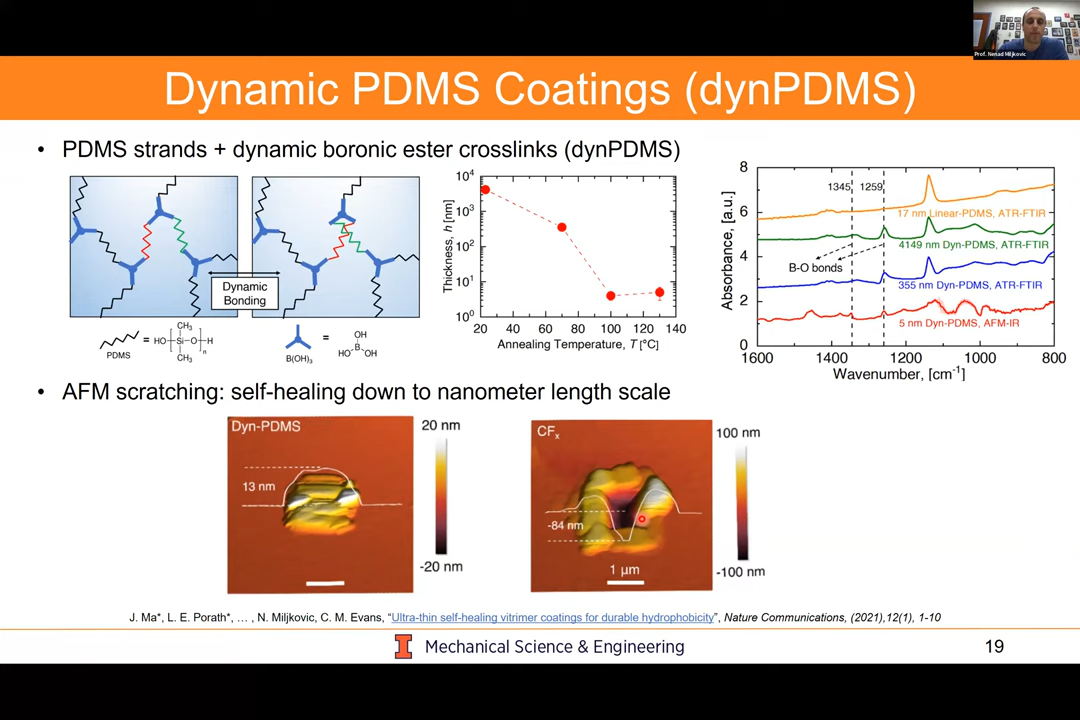 Prof. Nenad Miljkovic
Dynamic PDMS Coatings (dynPDMS)
• PDMS strands + dynamic boronic ester crosslinks (dynPDMS)
Dynamic
Bonding
PDMS
=
HO
CH3
Si
O
H
CH3
n
B(OH)3
=
OH
B
HO
OH
Thickness, h [nm]
10^4
10^3
10^2
10^1
10^0
20 40 60 80 100 120 140
Annealing Temperature, T [°C]
Absorbance, [a.u.]
8
6
4
2
0
1345
1259
17 nm Linear-PDMS, ATR-FTIR
4149 nm Dyn-PDMS, ATR-FTIR
B-O bonds
355 nm Dyn-PDMS, ATR-FTIR
5 nm Dyn-PDMS, AFM-IR
1600 1400 1200 1000 800
Wavenumber, [cm-1]
• AFM scratching: self-healing down to nanometer length scale
Dyn-PDMS
13 nm
20 nm
-20 nm
CFx
-84 nm
1 µm
100 nm
-100 nm
J. Ma*, L. E. Porath*, … , N. Miljkovic, C. M. Evans, “Ultra-thin self-healing vitrimer coatings for durable hydrophobicity”, Nature Communications, (2021),12(1), 1-10
I
Mechanical Science & Engineering
19